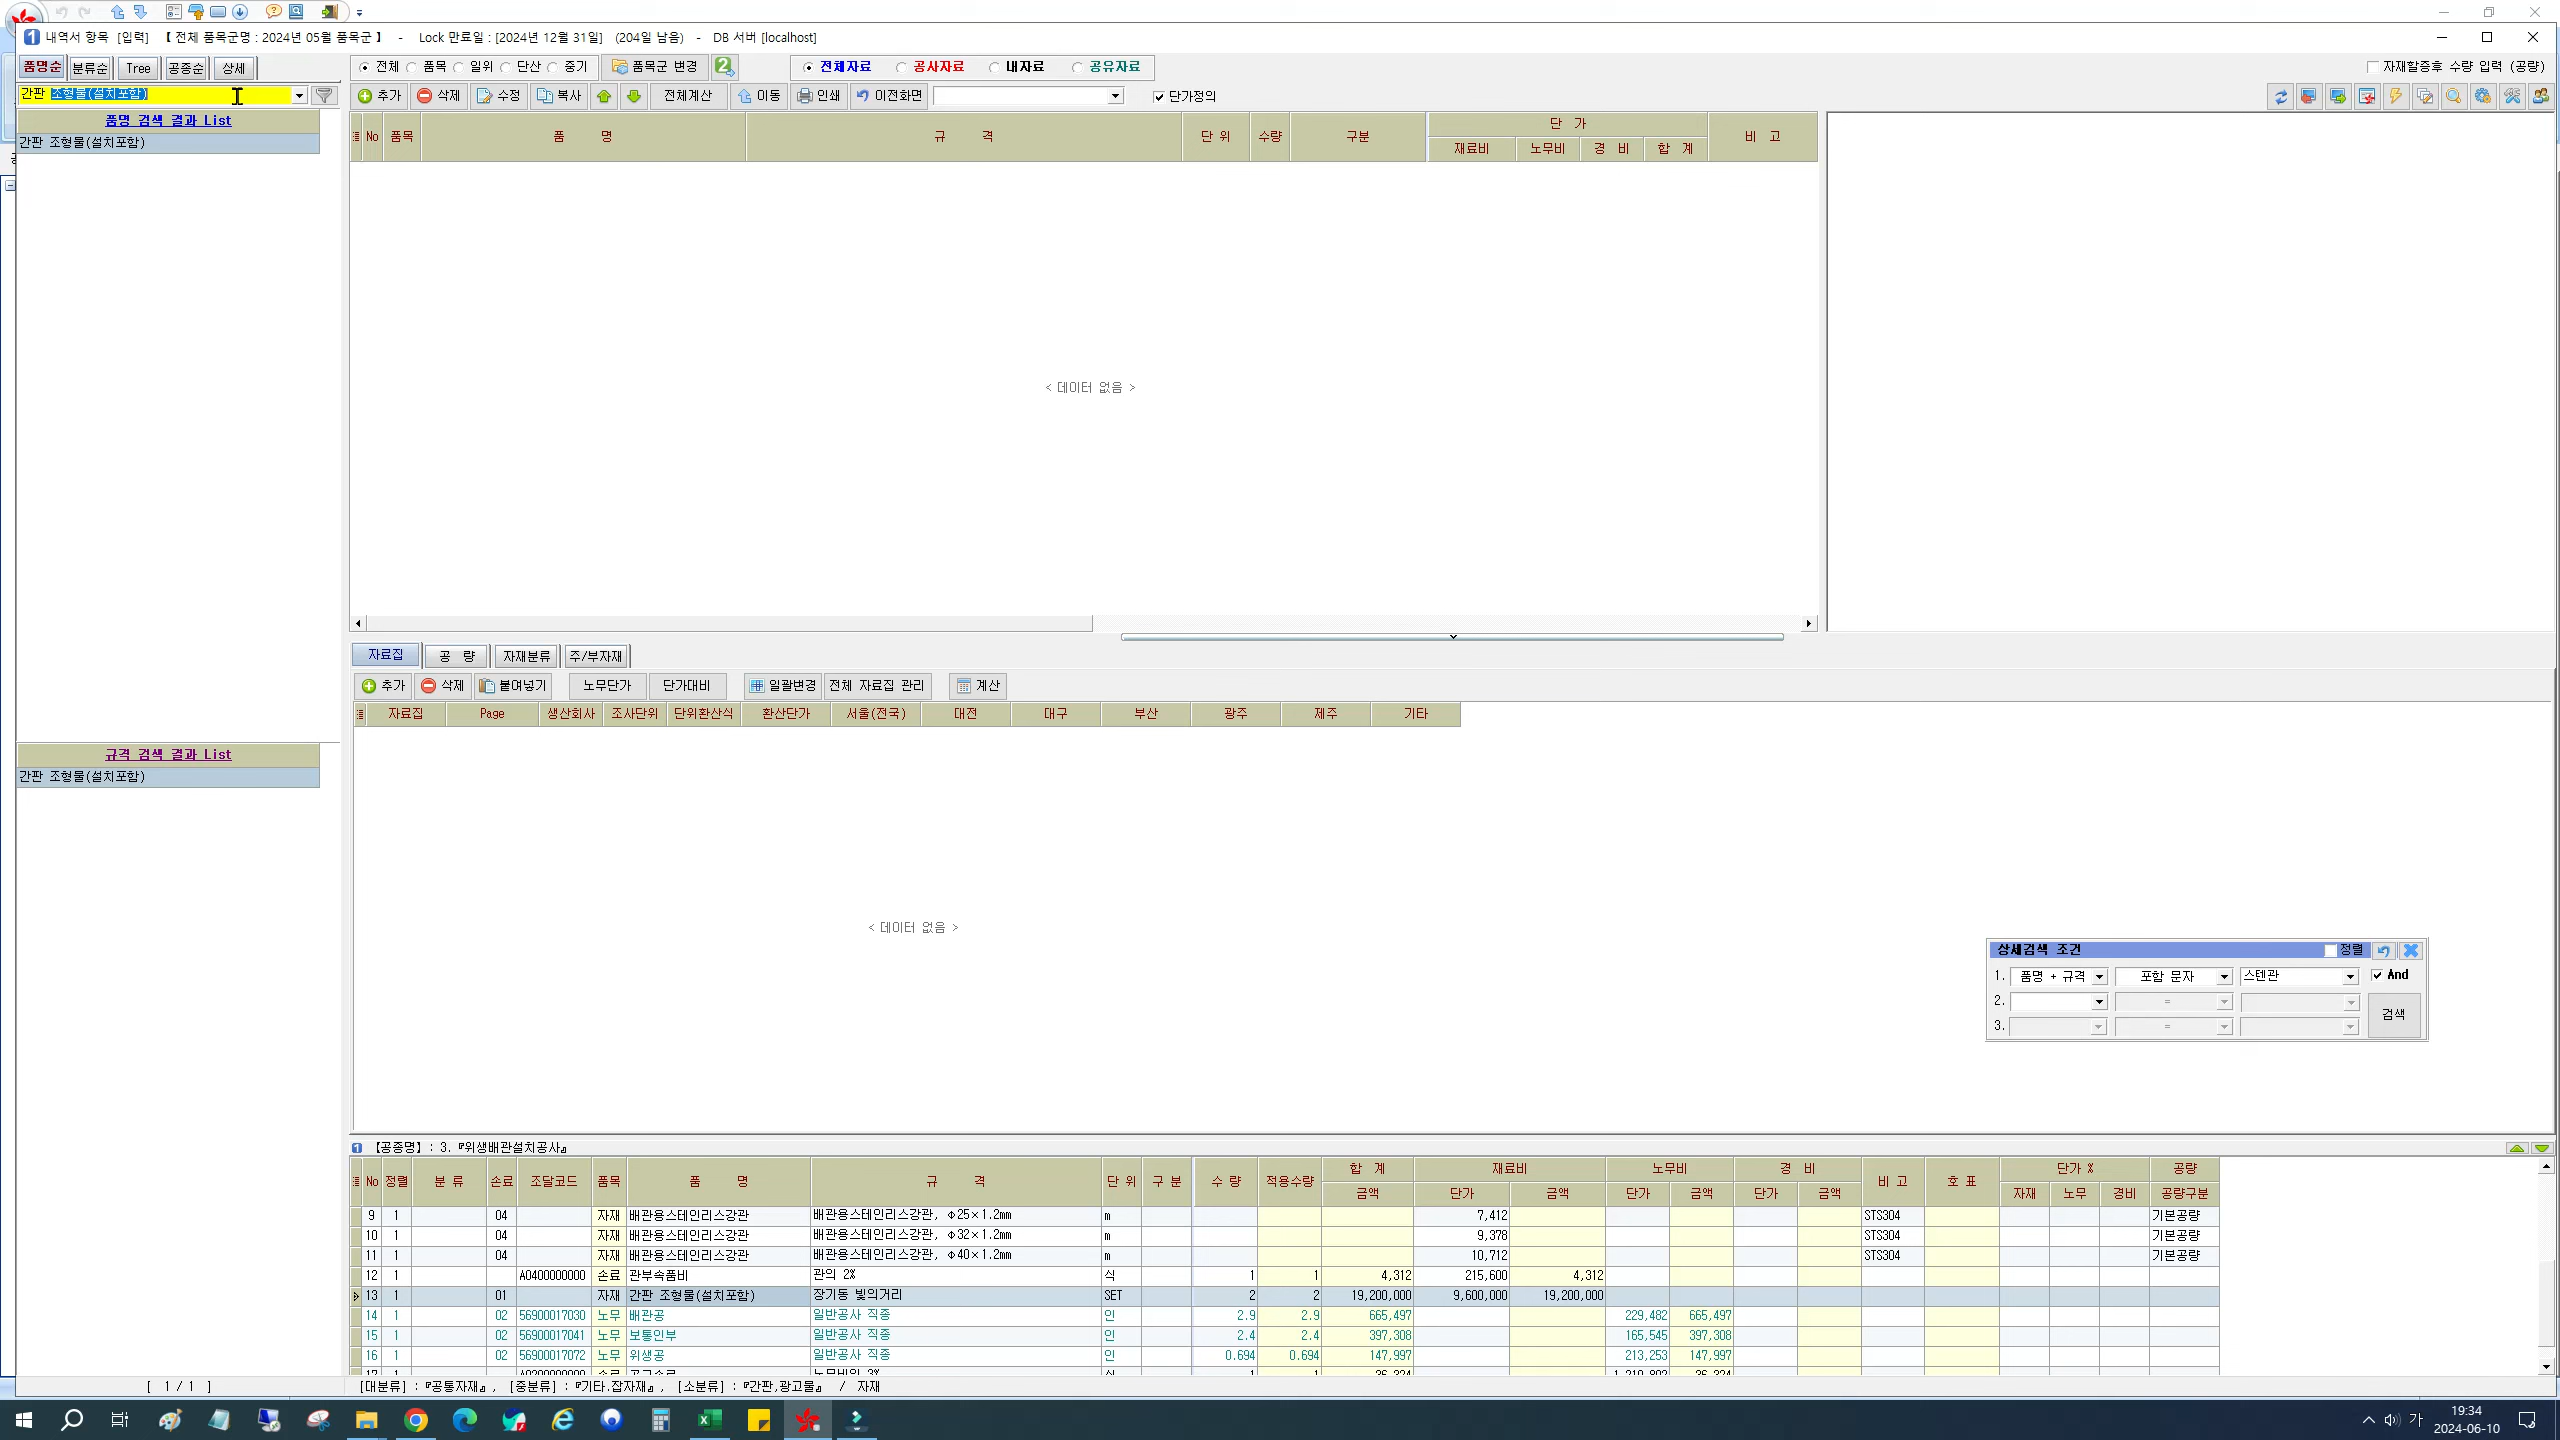 내역서 항목 [입력] 【 전체 품목군명 : 2024년 05월 품목군 】 - Lock 만료일 : [2024년 12월 31일] (204일 남음) - DB 서버 [localhost]
품명순 분류순 Tree 공종순 상세 전체 품목 일위 단산 중기 품목군 변경 전체자료 공사자료 내자료 공유자료 자재할증후 수량 입력 (공량)
간판 조형물(설치포함) 추가 삭제 수정 복사 전체계산 이동 인쇄 이전화면 단가정의
품명 검색 결과 List
간판 조형물(설치포함)
No 품목 품 명 규 격 단 위 수량 구분 단 가 비 고
재료비 노무비 경 비 합 계
< 데이터 없음 >
자료집 공 량 자재분류 주/부자재
추가 삭제 붙여넣기 노무단가 단가대비 일괄변경 전체 자료집 관리 계산
자료집 Page 생산회사 조사단위 단위환산식 환산단가 서울(전국) 대전 대구 부산 광주 제주 기타
규격 검색 결과 List
간판 조형물(설치포함)
< 데이터 없음 >
상세검색 조건 정렬
1. 품명 + 규격 포함 문자 스텐관 And
2. =
3. =
검색
【공종명】 : 3. 『위생배관설치공사』
No 정렬 분 류 손료 조달코드 품목 품 명 규 격 단 위 구 분 수 량 적용수량 합 계 재료비 노무비 경 비 비 고 호 표 단가 % 공량
금액 단가 금액 단가 금액 단가 금액 자재 노무 경비 공량구분
9 1 04 자재 배관용스테인리스강관 배관용스테인리스강관, Φ25×1.2mm m 7,412 STS304 기본공량
10 1 04 자재 배관용스테인리스강관 배관용스테인리스강관, Φ32×1.2mm m 9,378 STS304 기본공량
11 1 04 자재 배관용스테인리스강관 배관용스테인리스강관, Φ40×1.2mm m 10,712 STS304 기본공량
12 1 A0400000000 손료 관부속품비 관의 2% 식 1 1 4,312 215,600 4,312
13 1 01 자재 간판 조형물(설치포함) 장기동 빛의거리 SET 2 2 19,200,000 9,600,000 19,200,000
14 1 02 56900017030 노무 배관공 일반공사 직종 인 2.9 2.9 665,497 229,482 665,497
15 1 02 56900017041 노무 보통인부 일반공사 직종 인 2.4 2.4 397,308 165,545 397,308
16 1 02 56900017072 노무 위생공 일반공사 직종 인 0.694 0.694 147,997 213,253 147,997
[ 1 / 1 ] [대분류] : 『공통자재』, [중분류] : 『기타.잡자재』, [소분류] : 『간판,광고물』 / 자재
가 19:34
2024-06-10